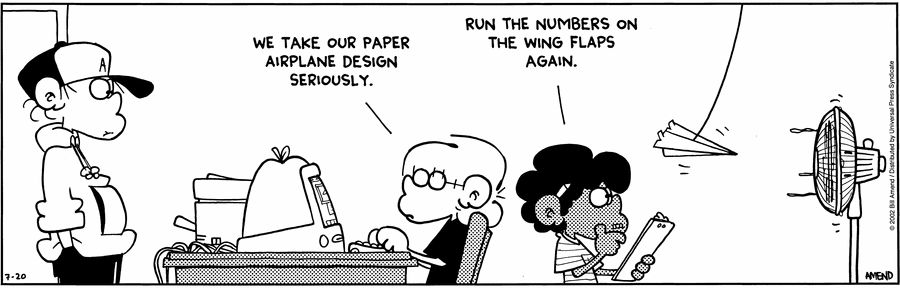 A
WE TAKE OUR PAPER
AIRPLANE DESIGN
SERIOUSLY.
RUN THE NUMBERS ON
THE WING FLAPS
AGAIN.
© 2002 Bill Amend / Distributed by Universal Press Syndicate
7-20
AMEND